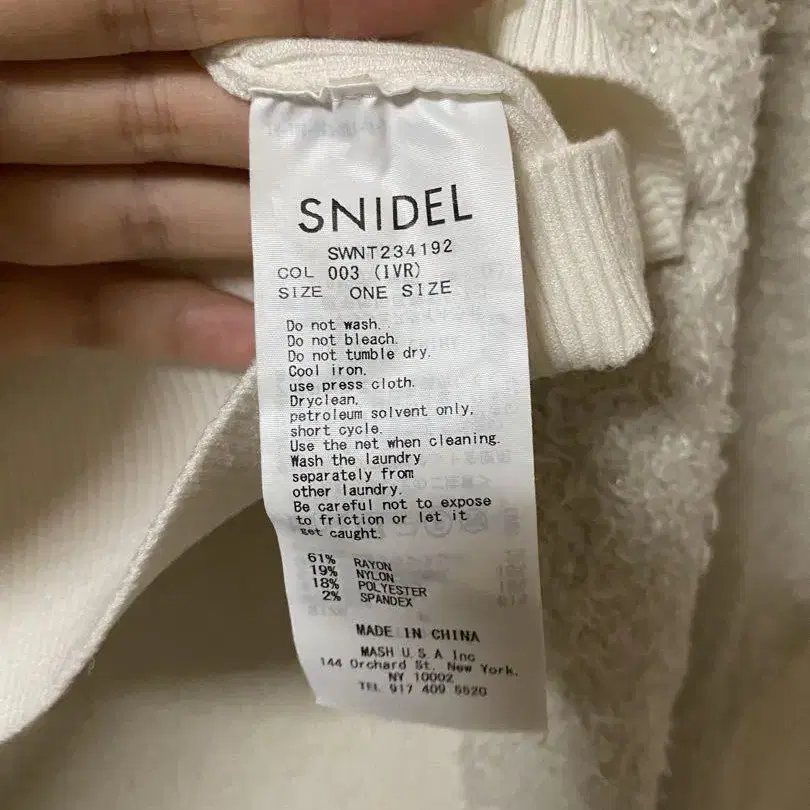 SNIDEL
SWNT234192
COL 003 (IVR)
SIZE ONE SIZE
Do not wash.
Do not bleach.
Do not tumble dry.
Cool iron.
use press cloth.
Dryclean.
petroleum solvent only.
short cycle.
Use the net when cleaning.
Wash the laundry
separately from
other laundry.
Be careful not to expose
to friction or let it
get caught.
61% RAYON
19% NYLON
18% POLYESTER
2% SPANDEX
MADE IN CHINA
MASH U.S.A Inc
144 Orchard St. New York.
NY 10002
TEL 917 409 5520